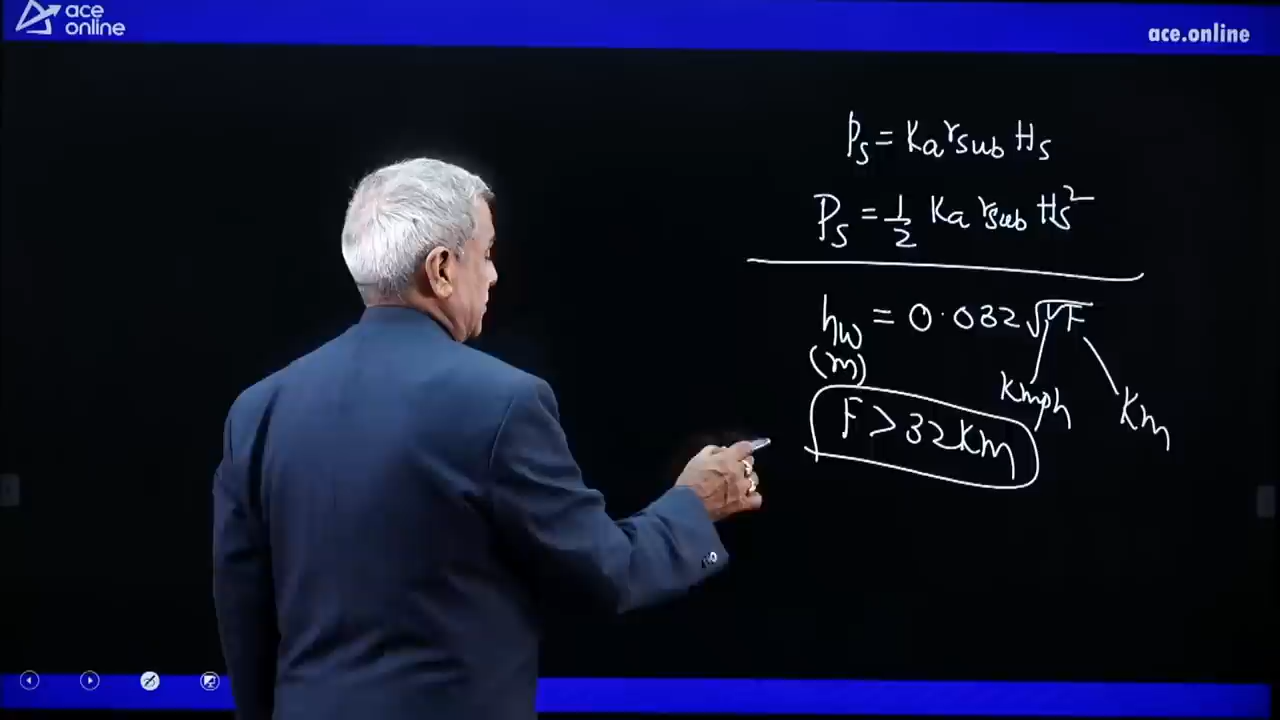 ace
online
ace.online
Ps = Ka γsub Hs
Ps = 1/2 Ka γsub Hs²
hw = 0.032 √VF
(m)
Kmph
Km
F > 32 Km